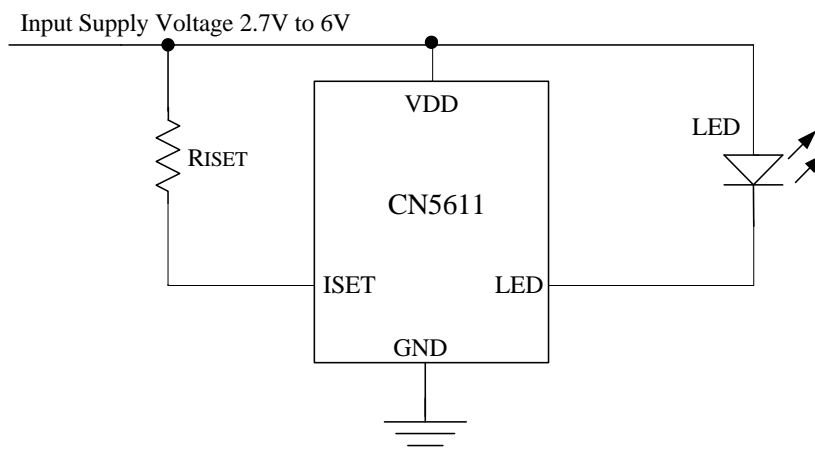 Input Supply Voltage 2.7V to 6V
VDD
LED
RISET
CN5611
ISET
LED
GND